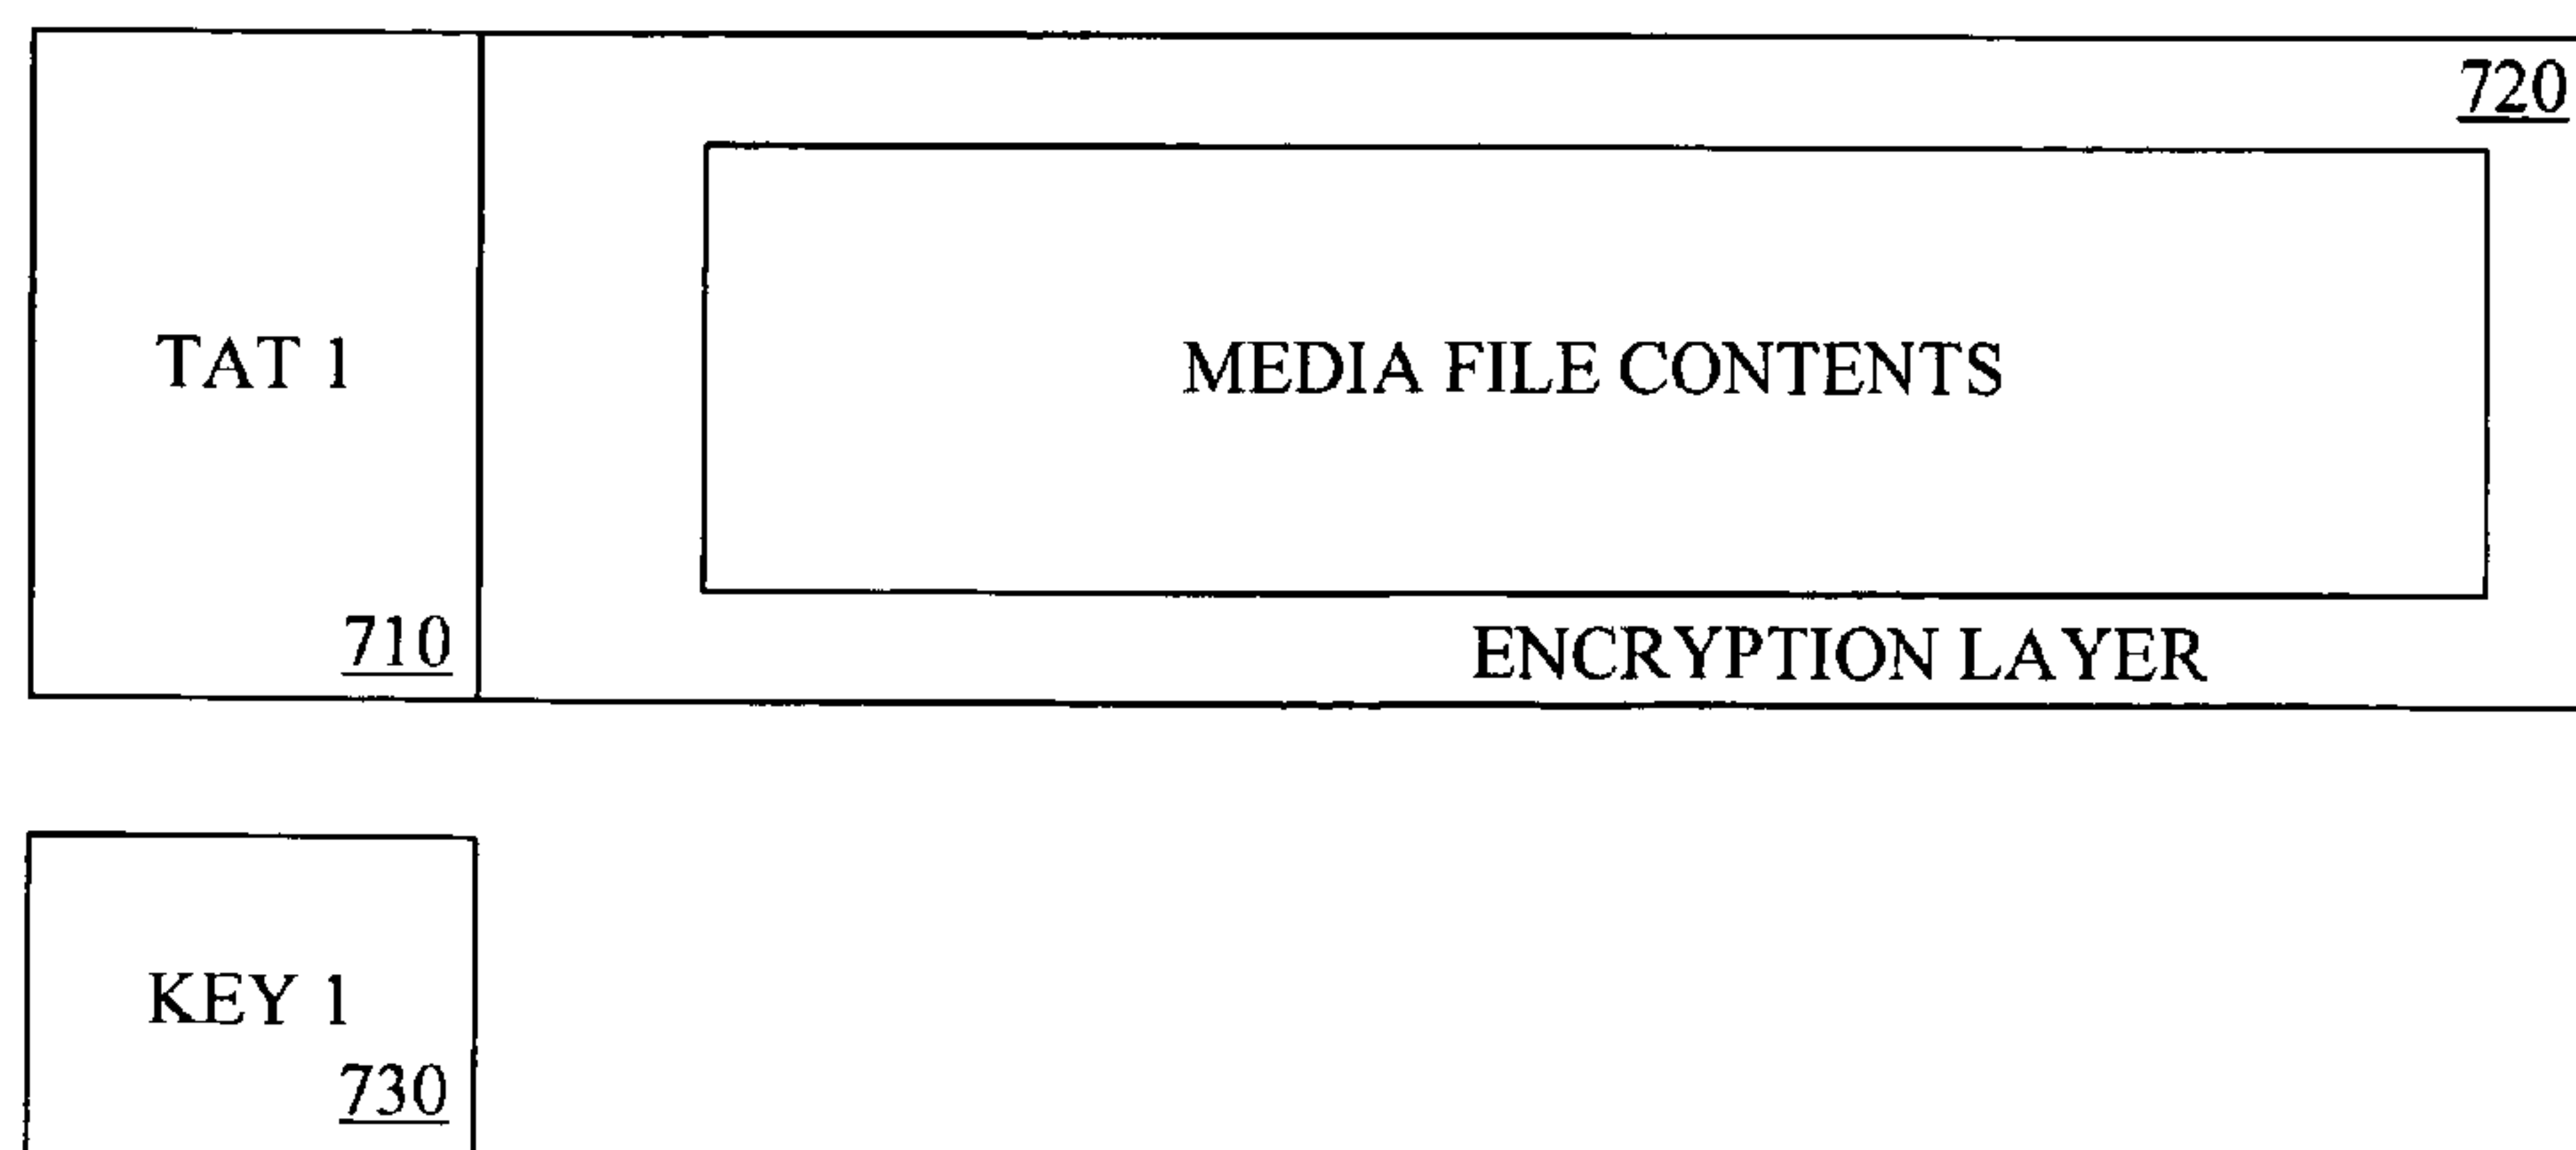 720
TAT 1
MEDIA FILE CONTENTS
710
ENCRYPTION LAYER
KEY 1
730